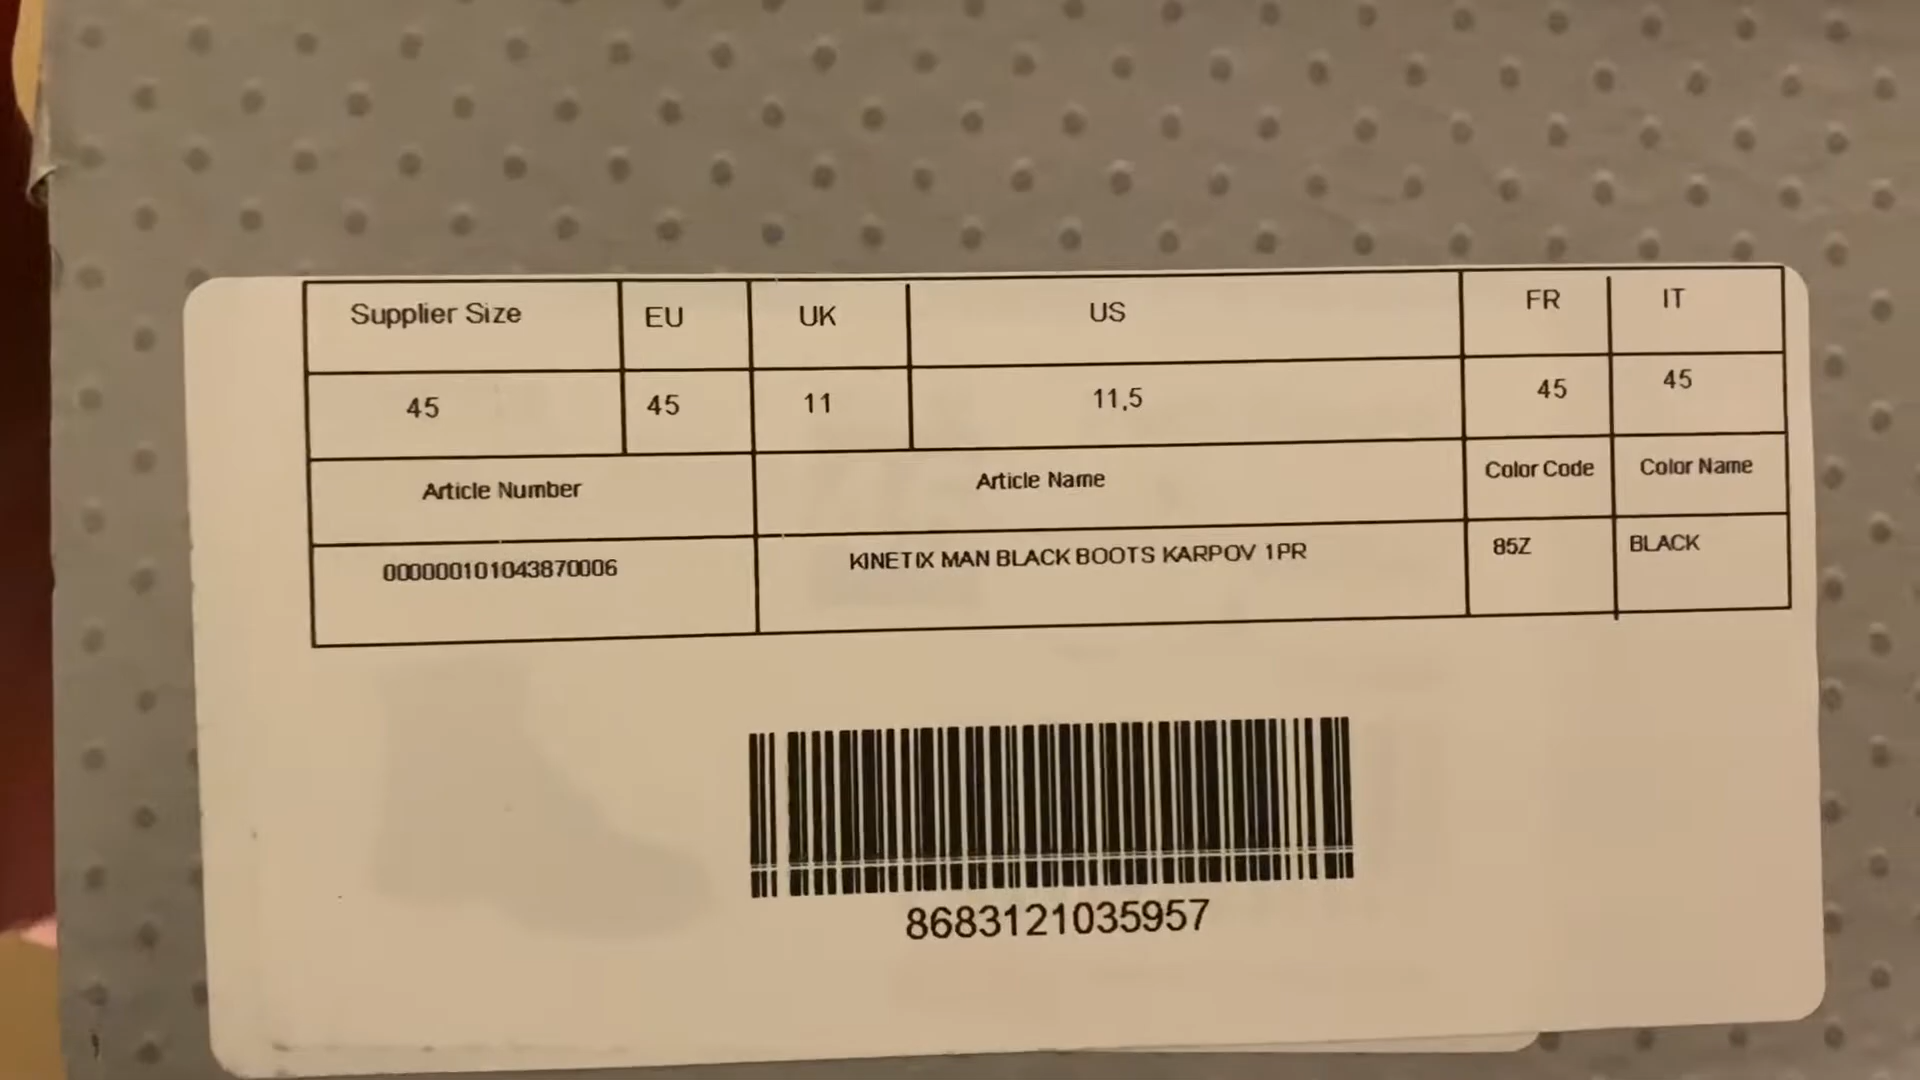 Supplier Size EU UK US FR IT
45 45 11 11,5 45 45
Article Number Article Name Color Code Color Name
000000101043870006 KINETIX MAN BLACK BOOTS KARPOV 1PR 85Z BLACK
8683121035957